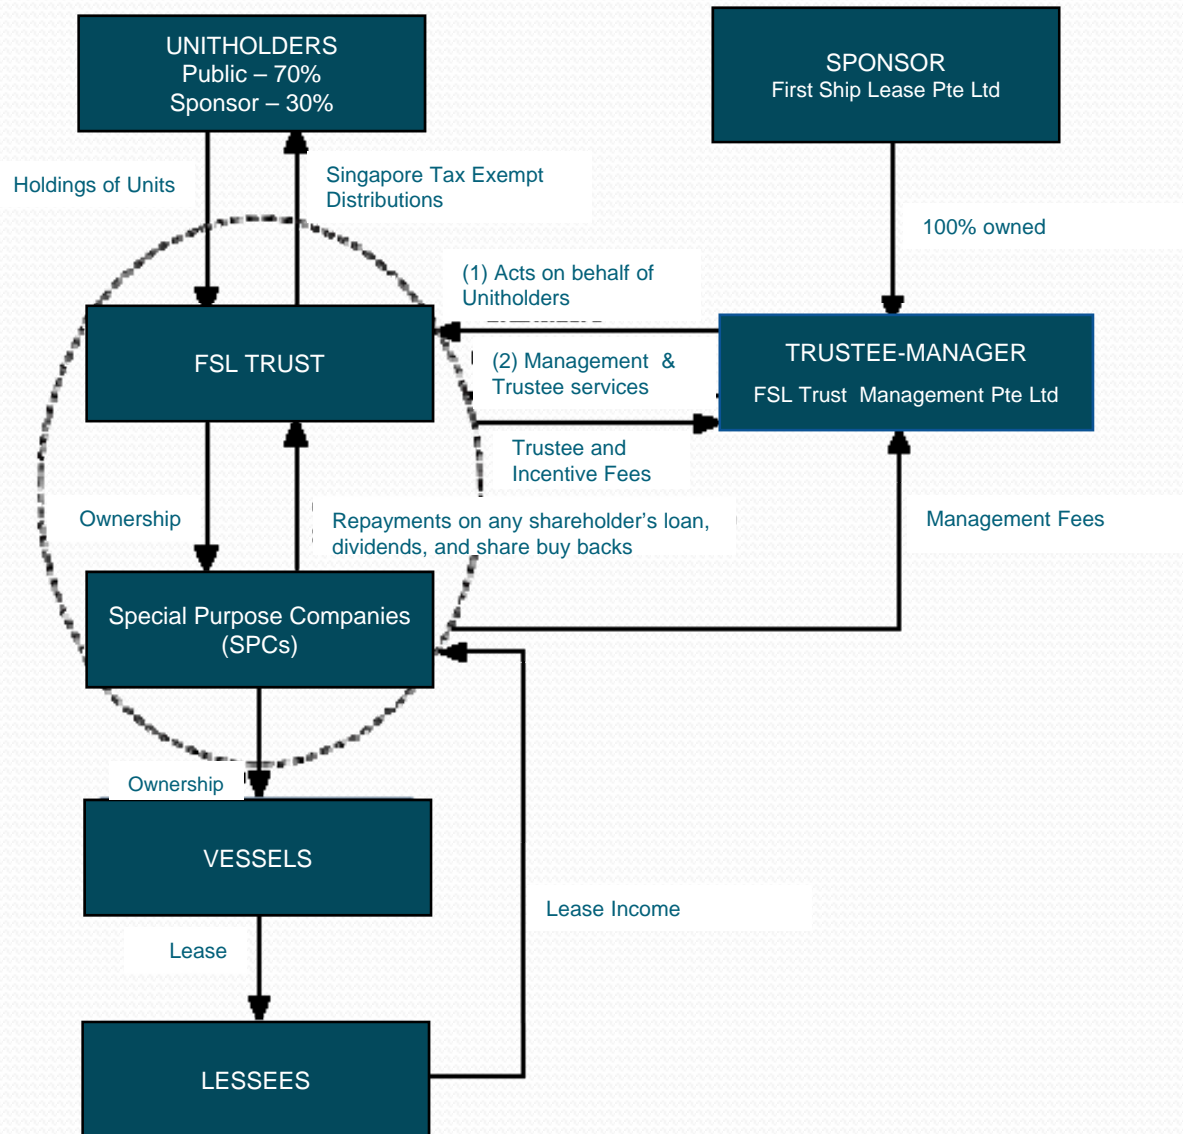 UNITHOLDERS
Public – 70%
Sponsor – 30%
SPONSOR
First Ship Lease Pte Ltd
Holdings of Units
Singapore Tax Exempt
Distributions
100% owned
(1) Acts on behalf of
Unitholders
FSL TRUST
(2) Management &
Trustee services
TRUSTEE-MANAGER
FSL Trust Management Pte Ltd
Trustee and
Incentive Fees
Ownership
Repayments on any shareholder’s loan,
dividends, and share buy backs
Management Fees
Special Purpose Companies
(SPCs)
Ownership
VESSELS
Lease Income
Lease
LESSEES